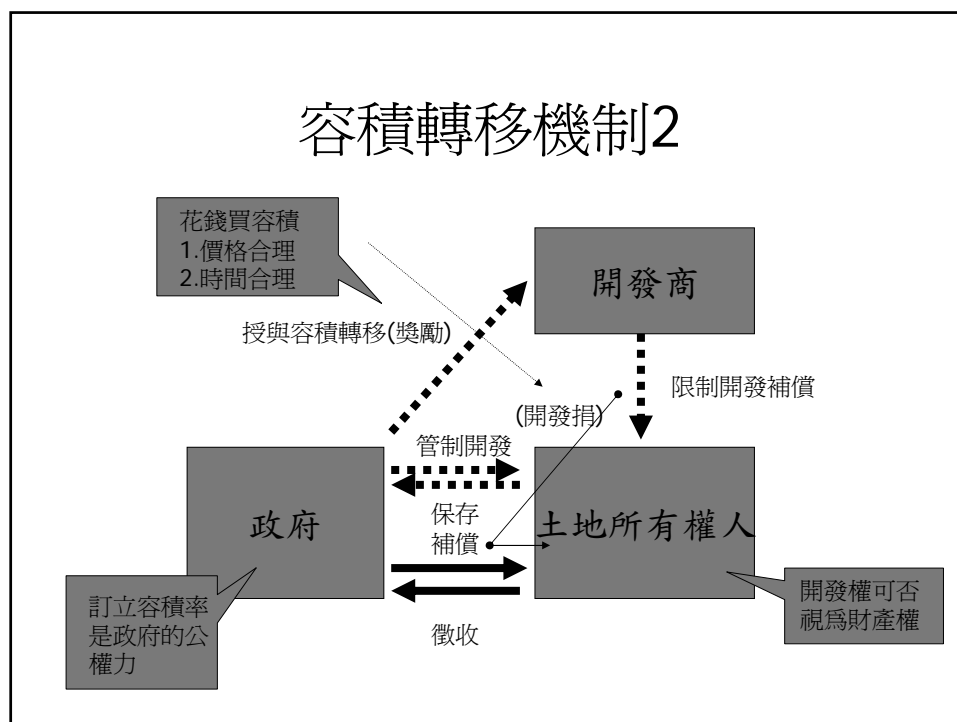 容積轉移機制2
花錢買容積
1.價格合理
2.時間合理
開發商
授與容積轉移(獎勵)
限制開發補償
(開發捐)
管制開發
政府
保存
補償
土地所有權人
訂立容積率
是政府的公
權力
徵收
開發權可否
視爲財產權